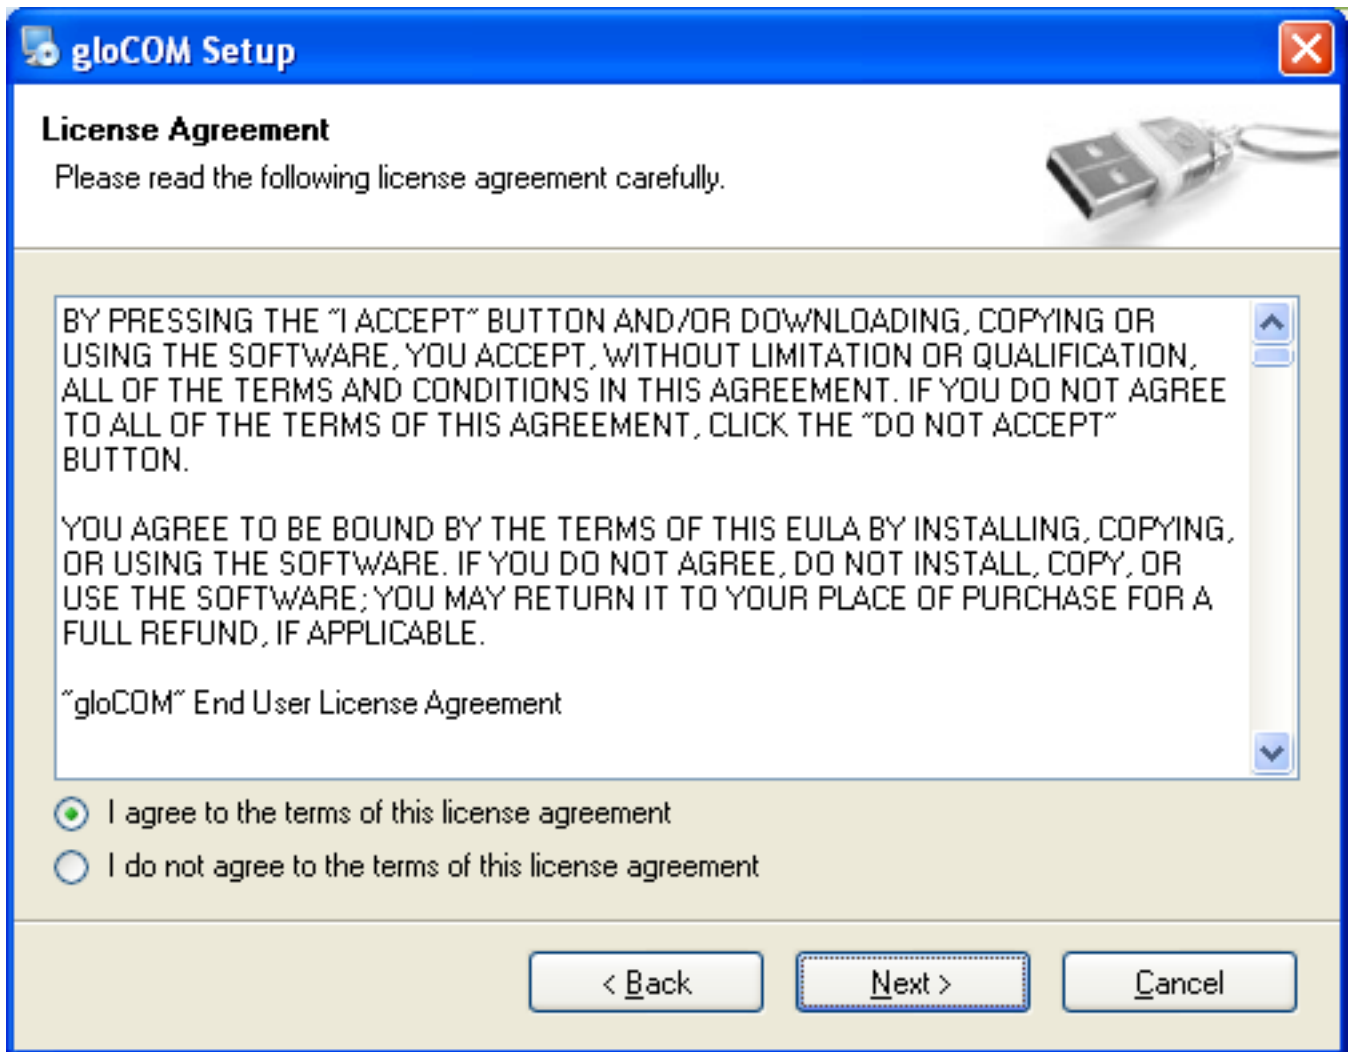 gloCOM Setup
License Agreement
Please read the following license agreement carefully.
BY PRESSING THE "I ACCEPT" BUTTON AND/OR DOWNLOADING, COPYING OR
USING THE SOFTWARE, YOU ACCEPT, WITHOUT LIMITATION OR QUALIFICATION,
ALL OF THE TERMS AND CONDITIONS IN THIS AGREEMENT. IF YOU DO NOT AGREE
TO ALL OF THE TERMS OF THIS AGREEMENT, CLICK THE "DO NOT ACCEPT"
BUTTON.
YOU AGREE TO BE BOUND BY THE TERMS OF THIS EULA BY INSTALLING, COPYING,
OR USING THE SOFTWARE. IF YOU DO NOT AGREE, DO NOT INSTALL, COPY, OR
USE THE SOFTWARE; YOU MAY RETURN IT TO YOUR PLACE OF PURCHASE FOR A
FULL REFUND, IF APPLICABLE.
"gloCOM" End User License Agreement
I agree to the terms of this license agreement
I do not agree to the terms of this license agreement
< Back Next > Cancel